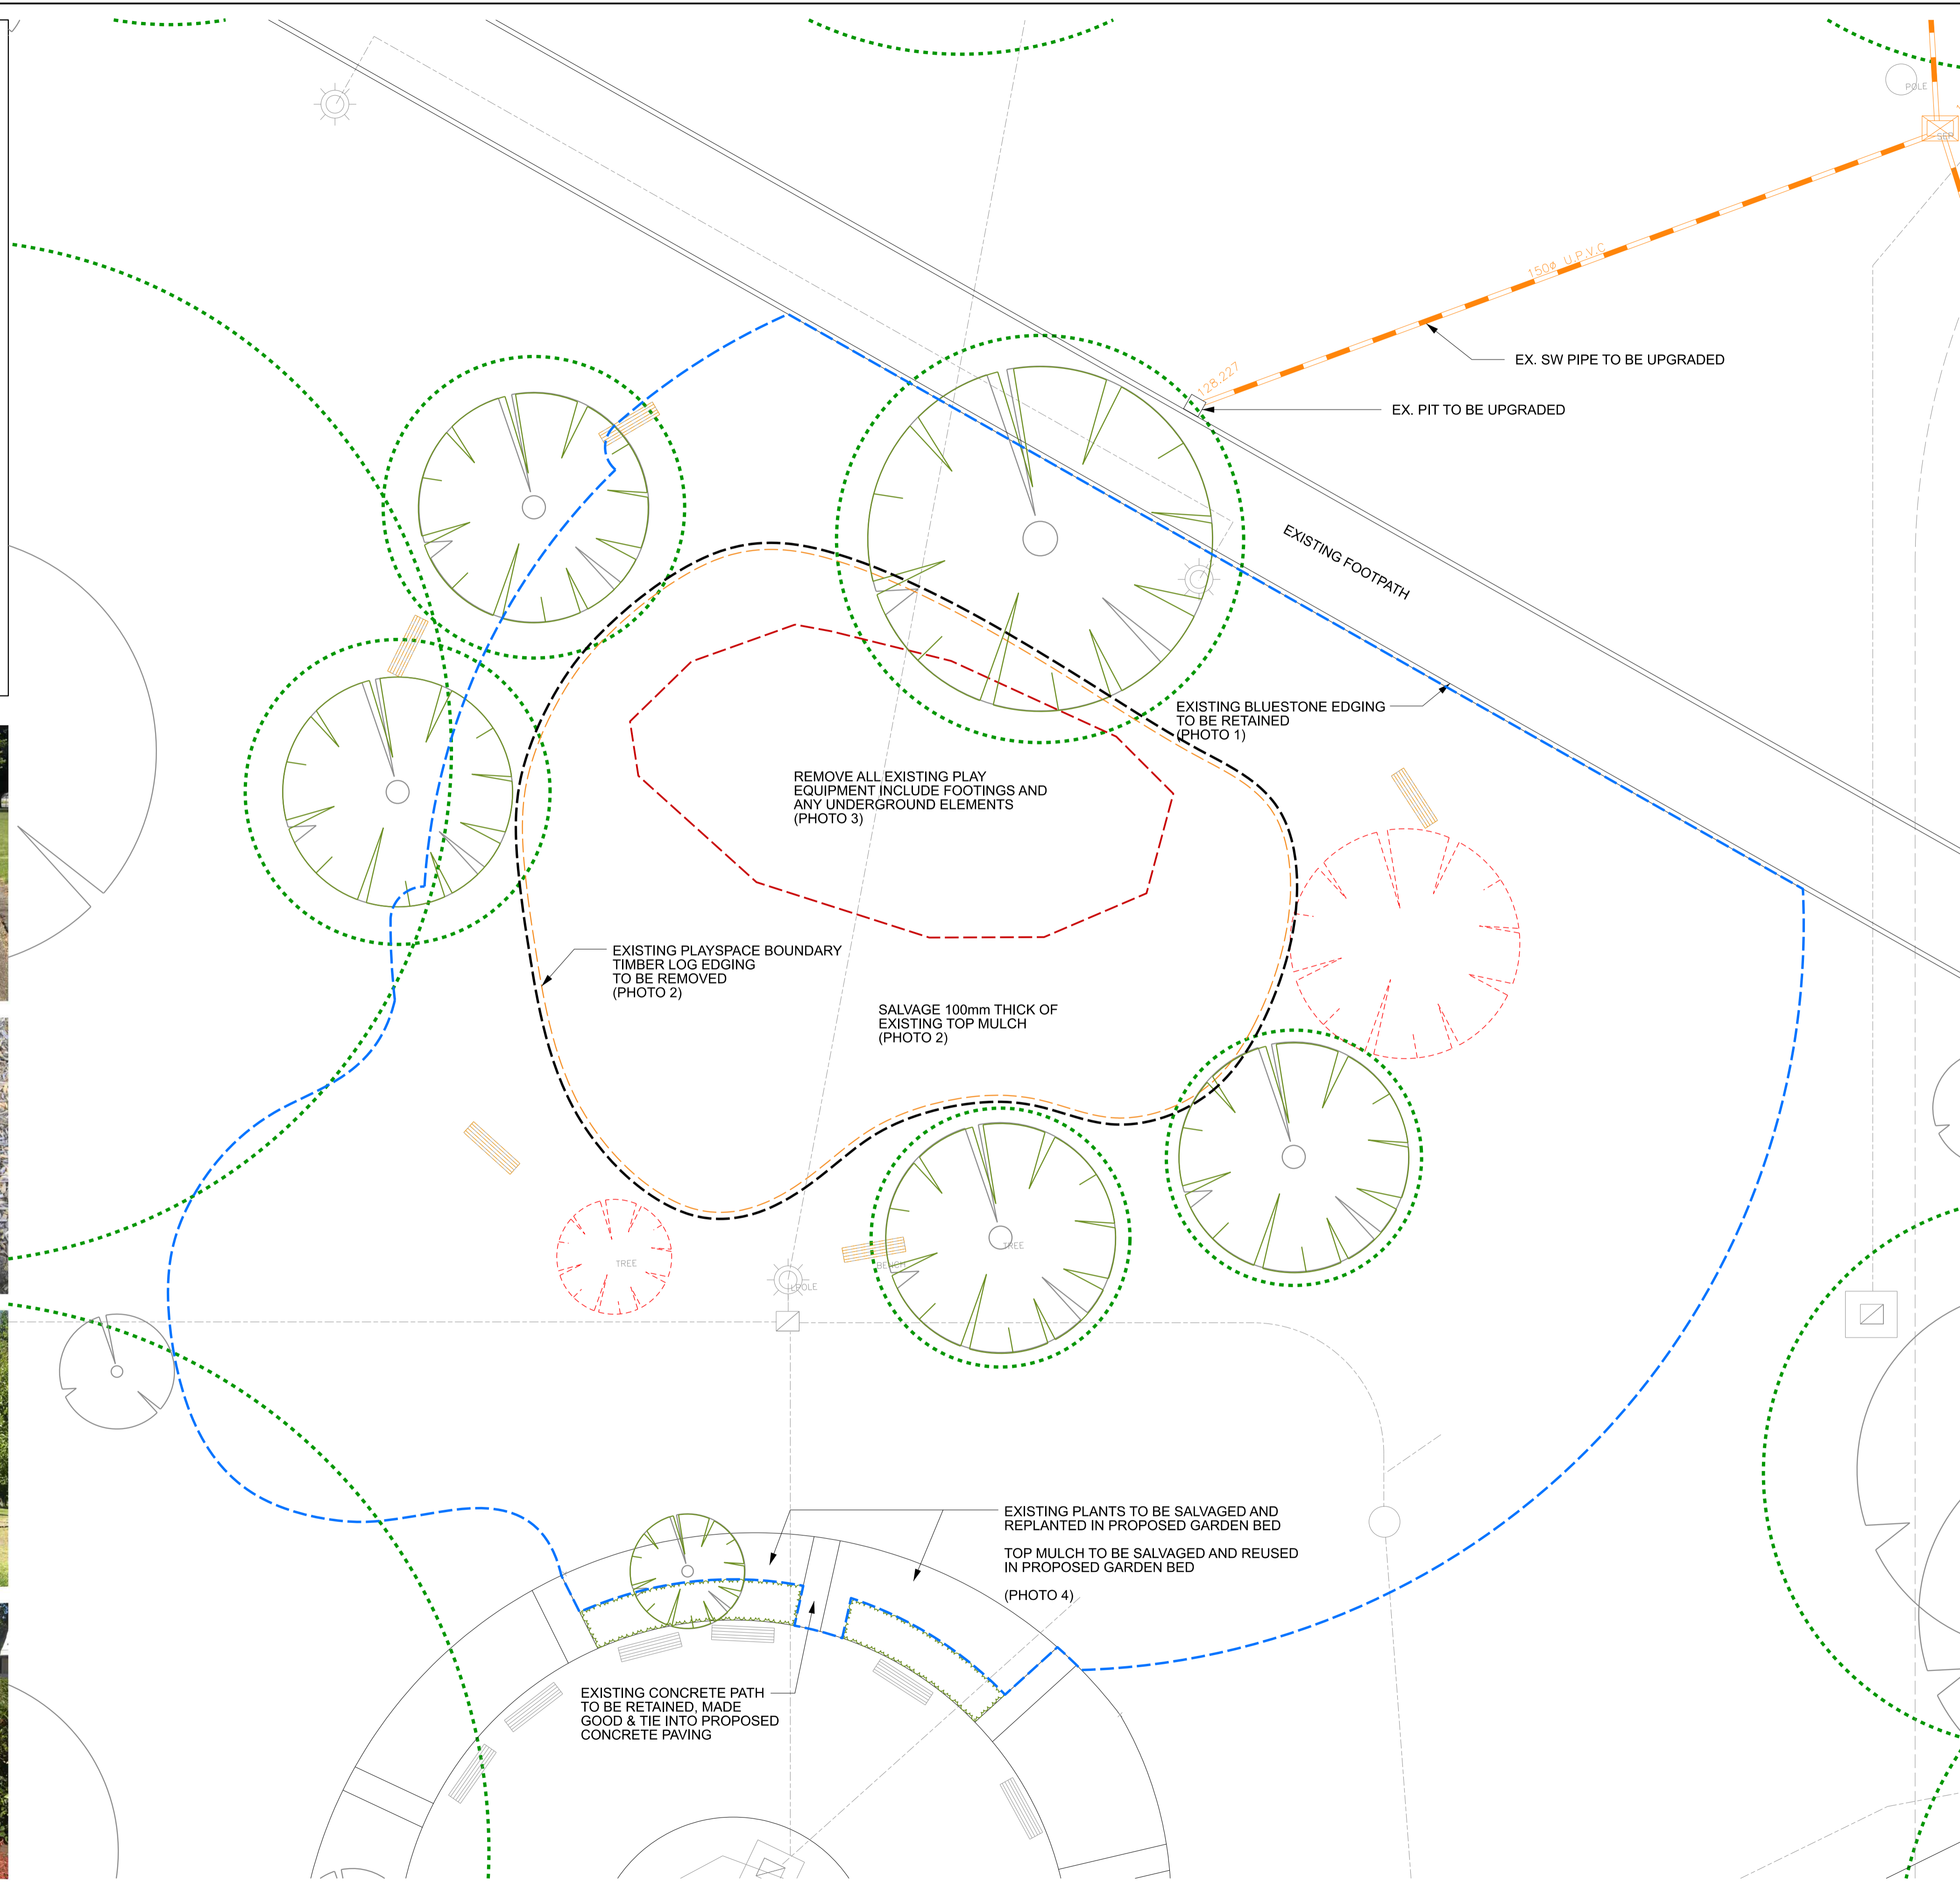 POLE
SEP
150ø U.P.V.C
EX. SW PIPE TO BE UPGRADED
128.227
EX. PIT TO BE UPGRADED
EXISTING FOOTPATH
EXISTING BLUESTONE EDGING
TO BE RETAINED
(PHOTO 1)
REMOVE ALL EXISTING PLAY
EQUIPMENT INCLUDE FOOTINGS AND
ANY UNDERGROUND ELEMENTS
(PHOTO 3)
EXISTING PLAYSPACE BOUNDARY
TIMBER LOG EDGING
TO BE REMOVED
(PHOTO 2)
SALVAGE 100mm THICK OF
EXISTING TOP MULCH
(PHOTO 2)
TREE
TREE
BENCH
LPOLE
EXISTING PLANTS TO BE SALVAGED AND
REPLANTED IN PROPOSED GARDEN BED
TOP MULCH TO BE SALVAGED AND REUSED
IN PROPOSED GARDEN BED
(PHOTO 4)
EXISTING CONCRETE PATH
TO BE RETAINED, MADE
GOOD & TIE INTO PROPOSED
CONCRETE PAVING